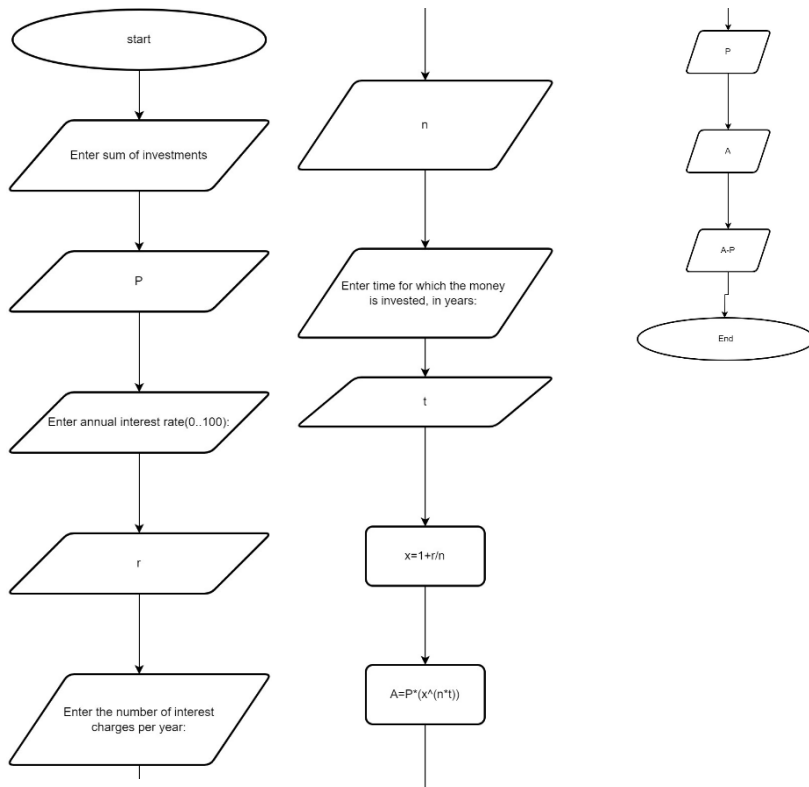 start
Enter sum of investments
P
Enter annual interest rate(0..100):
r
Enter the number of interest
charges per year:
n
Enter time for which the money
is invested, in years:
t
x=1+r/n
A=P*(x^(n*t))
P
A
A-P
End